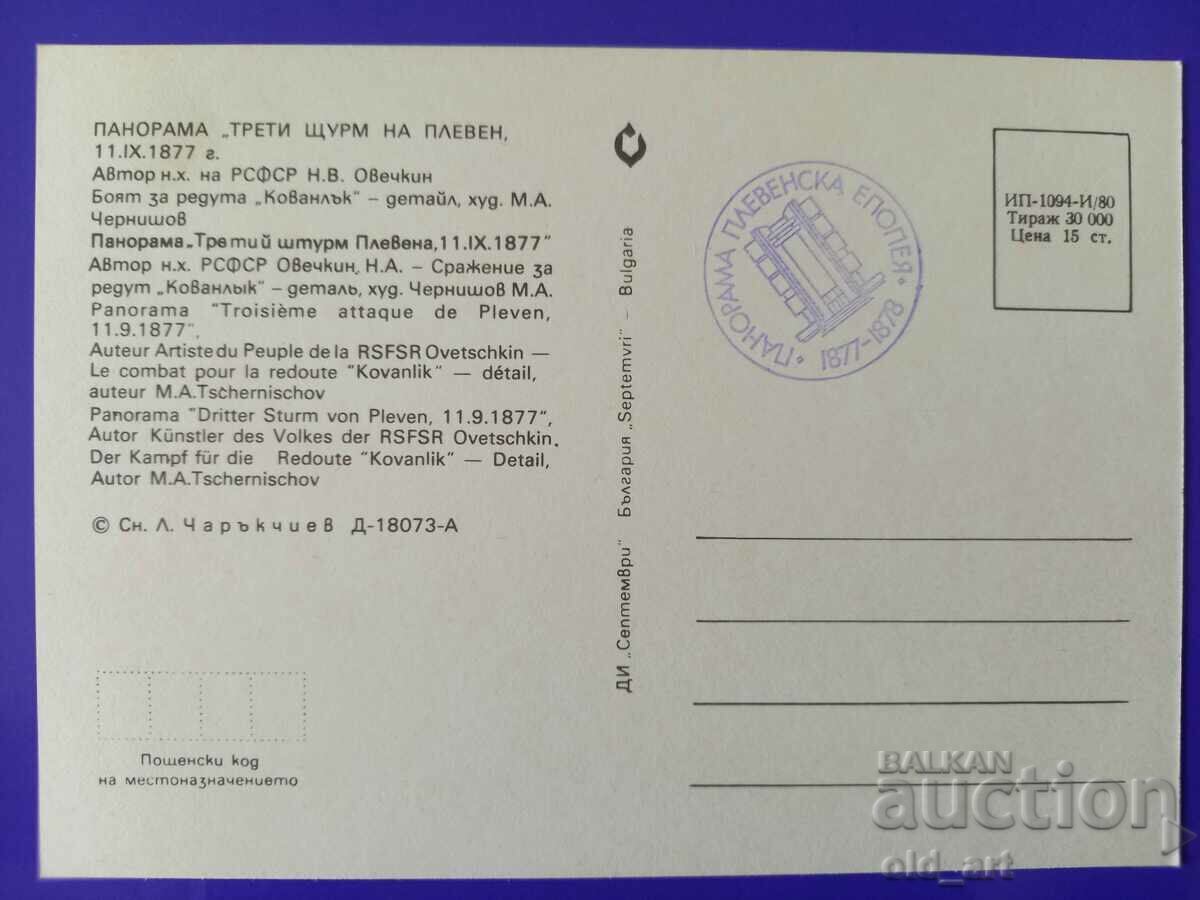 ПАНОРАМА „ТРЕТИ ЩУРМ НА ПЛЕВЕН,
11.IX.1877 г.
Автор н.х. на РСФСР Н.В. Овечкин
Боят за редута „Кованлък" – детайл, худ. М.А.
Чернишов
Панорама „Третий штурм Плевена, 11.IX.1877"
Автор н.х. РСФСР Овечкин, Н.А. – Сражение за
редут „Кованлык" – деталь, худ. Чернишов М.А.
Panorama "Troisième attaque de Pleven,
11.9.1877",
Auteur Artiste du Peuple de la RSFSR Ovetschkin —
Le combat pour la redoute "Kovanlik" — détail,
auteur M.A.Tschernischov
Panorama "Dritter Sturm von Pleven, 11.9.1877",
Autor Künstler des Volkes der RSFSR Ovetschkin.
Der Kampf für die Redoute "Kovanlik" — Detail,
Autor M.A.Tschernischov
© Сн. Л. Чаръкчиев Д-18073-А
Пощенски код
на местоназначението
ДИ „Септември" България „Septemvri" – Bulgaria
„ПАНОРАМА ПЛЕВЕНСКА ЕПОПЕЯ"
1877-1878
ИП-1094-И/80
Тираж 30 000
Цена 15 ст.
BALKAN
auction
old_art